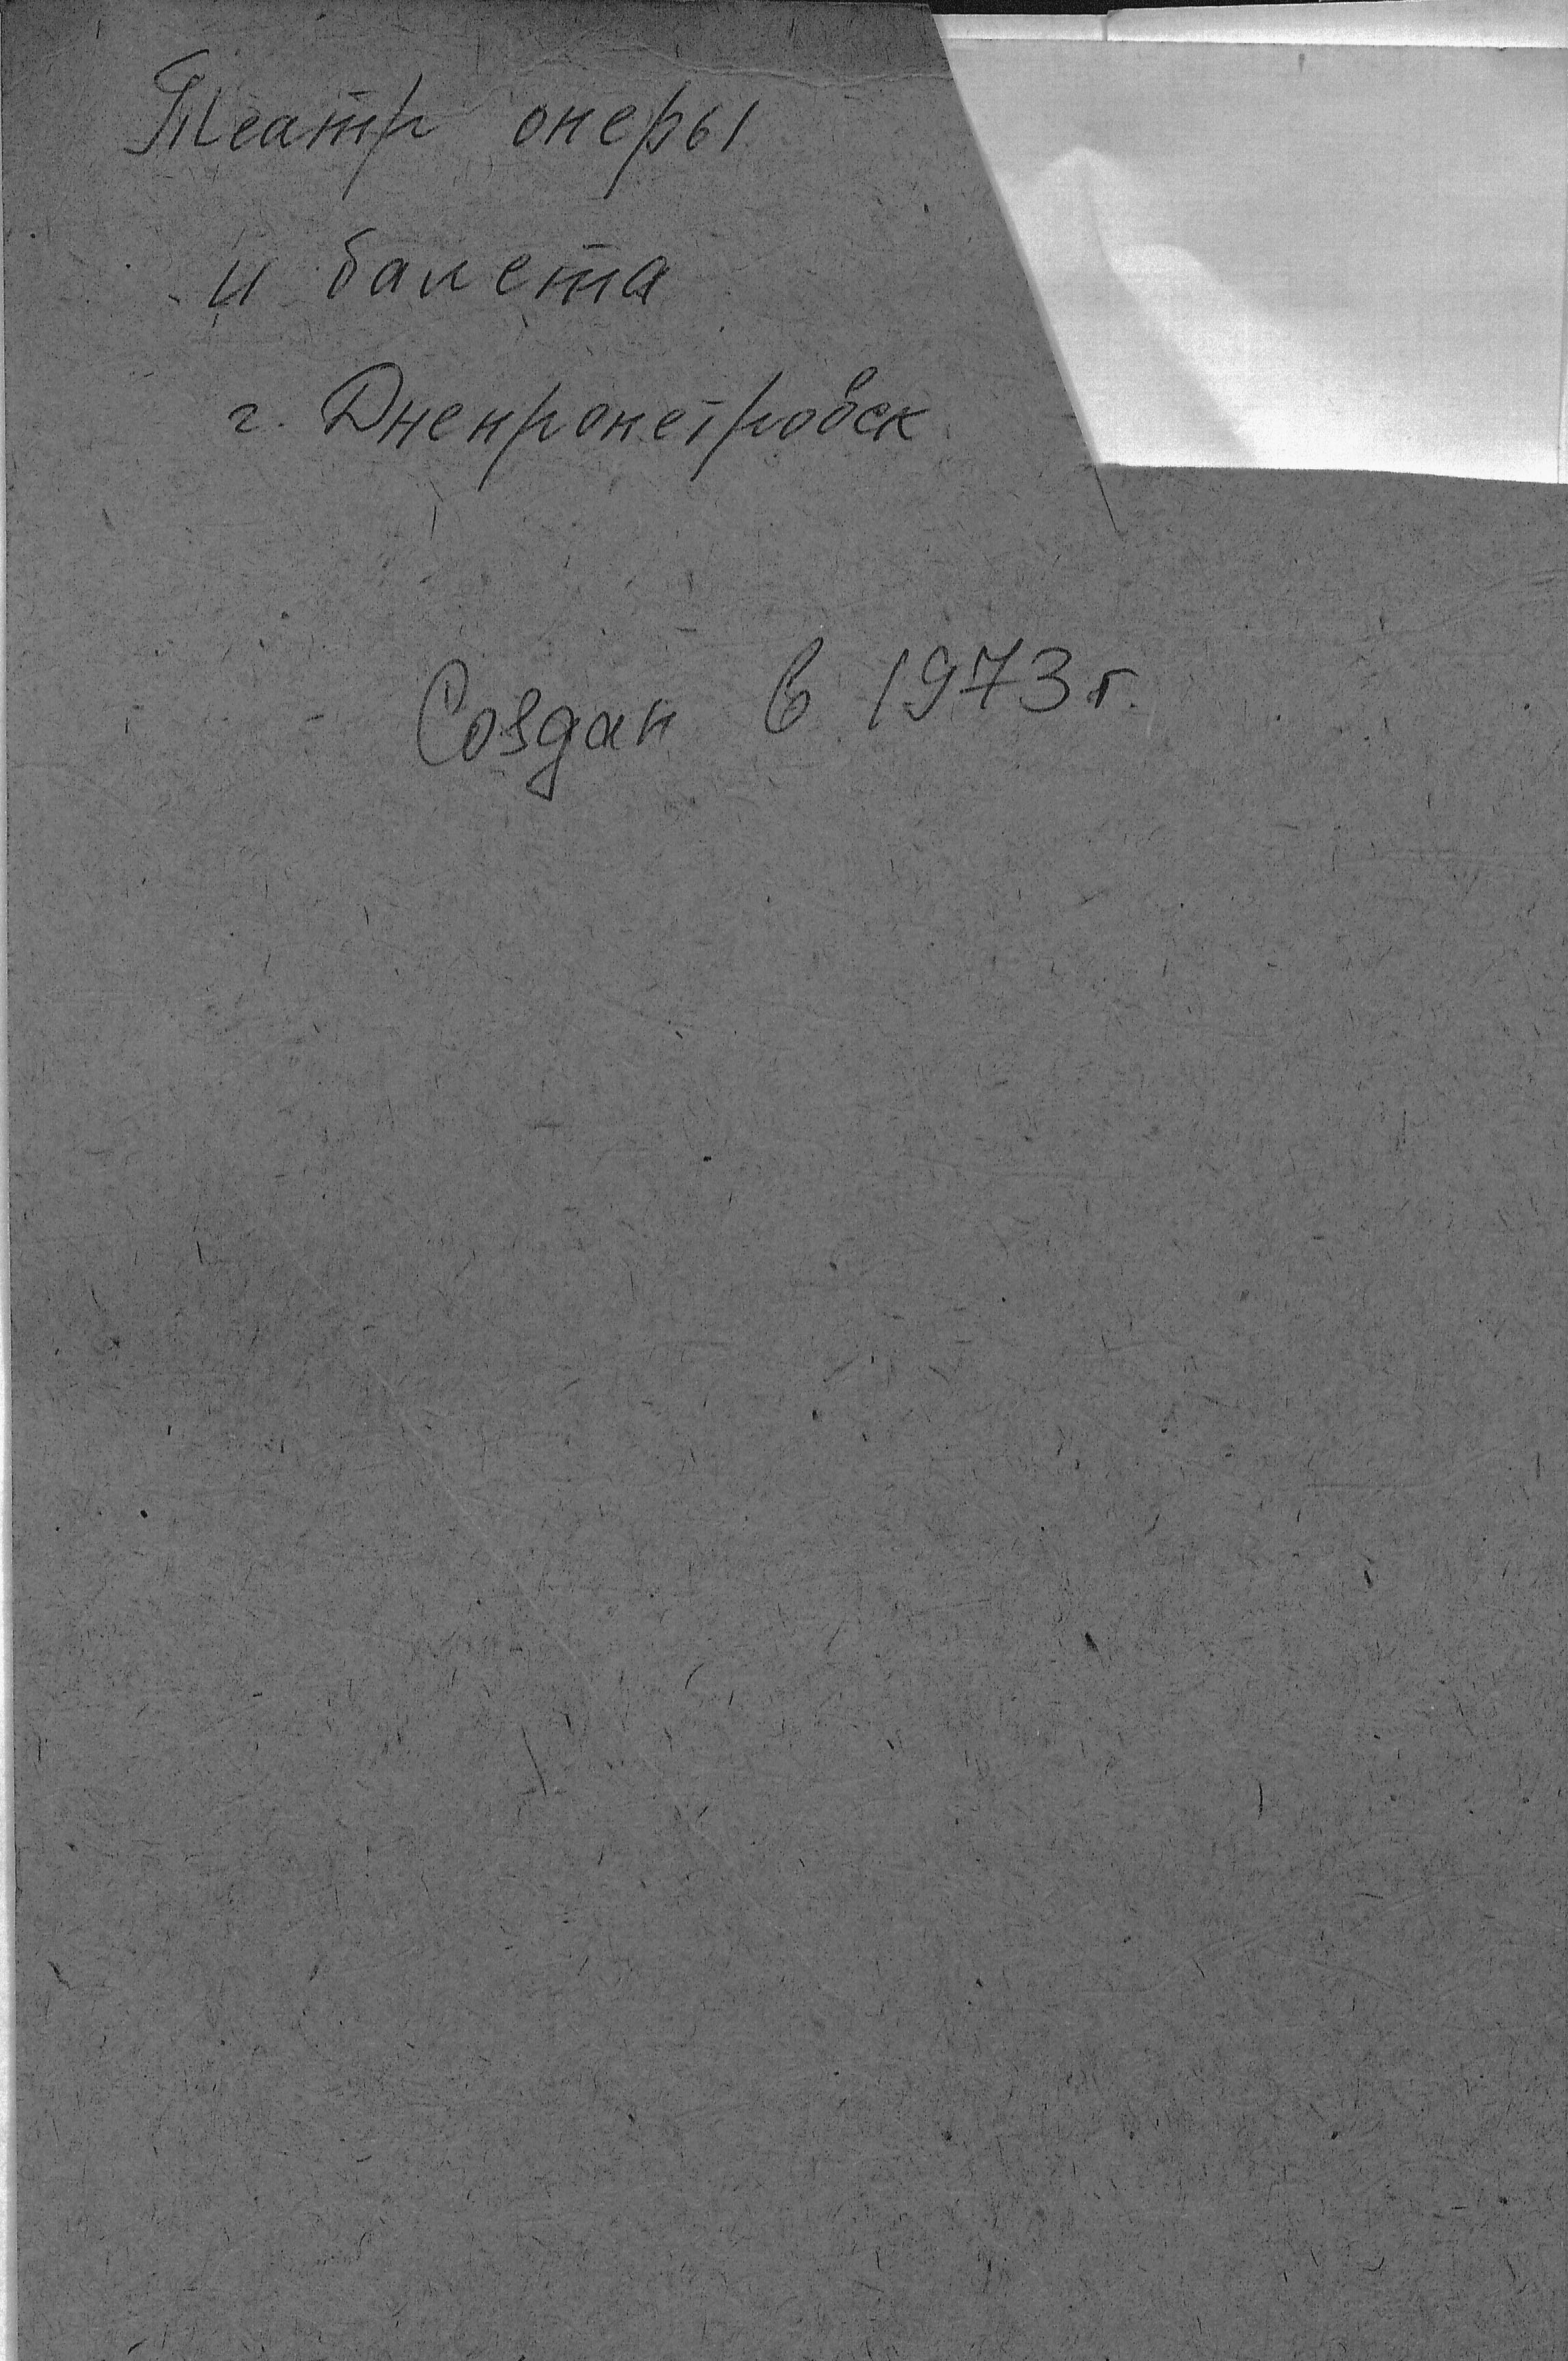 Театр оперы
и балета
г. Днепропетровск
Создан в 1973 г.